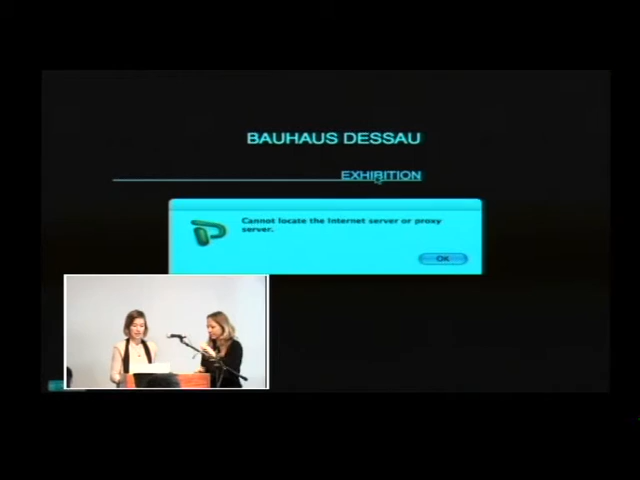 BAUHAUS DESSAU
EXHIBITION
Cannot locate the Internet server or proxy
server.
OK